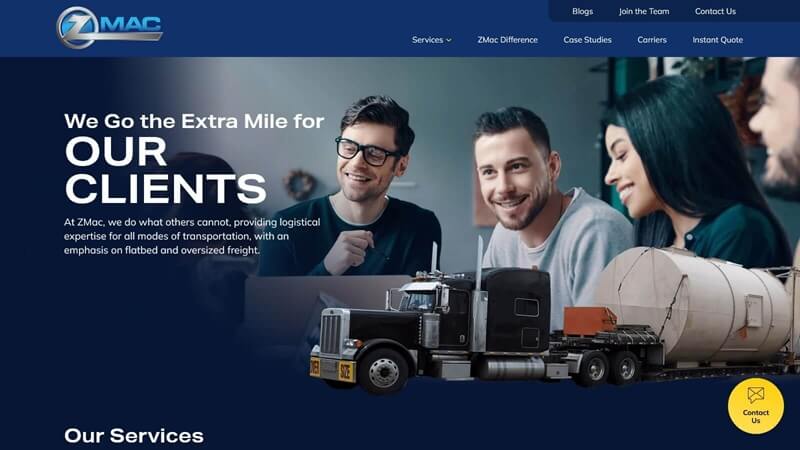 ZMAC
Blogs Join the Team Contact Us
Services ZMac Difference Case Studies Carriers Instant Quote
We Go the Extra Mile for
OUR
CLIENTS
At ZMac, we do what others cannot, providing logistical
expertise for all modes of transportation, with an
emphasis on flatbed and oversized freight.
OVER SIZE
Contact
Us
Our Services